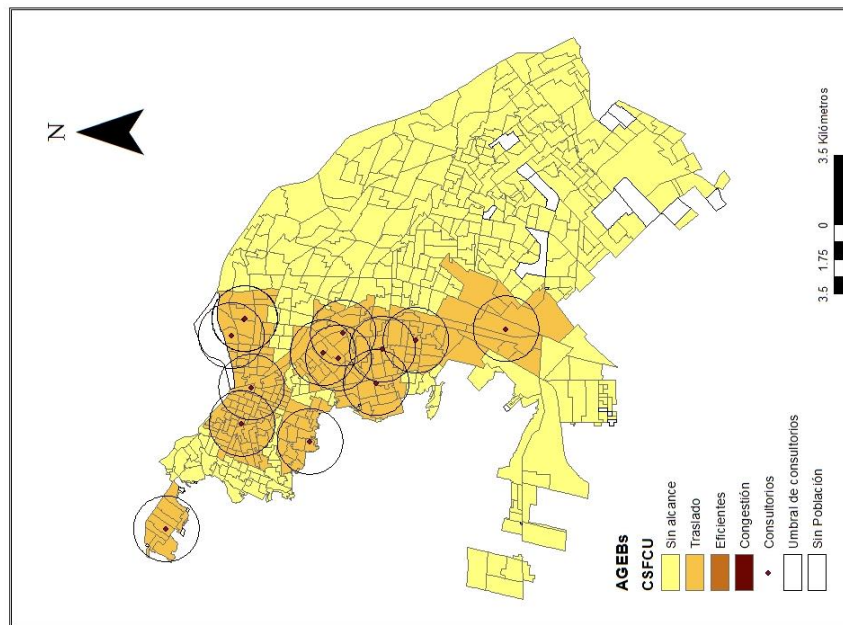 N
AGEBs
CSFCU
Sin alcance
Traslado
Eficientes
Congestión
Consultorios
Umbral de consultorios
Sin Población
3.5 1.75 0 3.5 Kilómetros